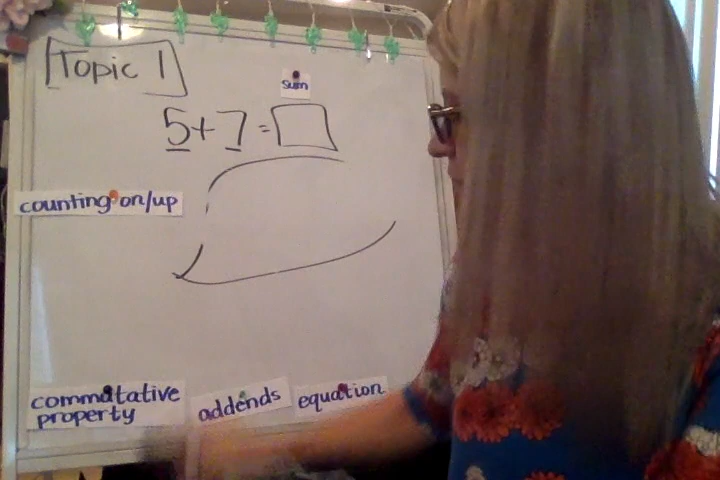 Topic 1
sum
5+7=
counting on/up
commutative
property
addends
equation